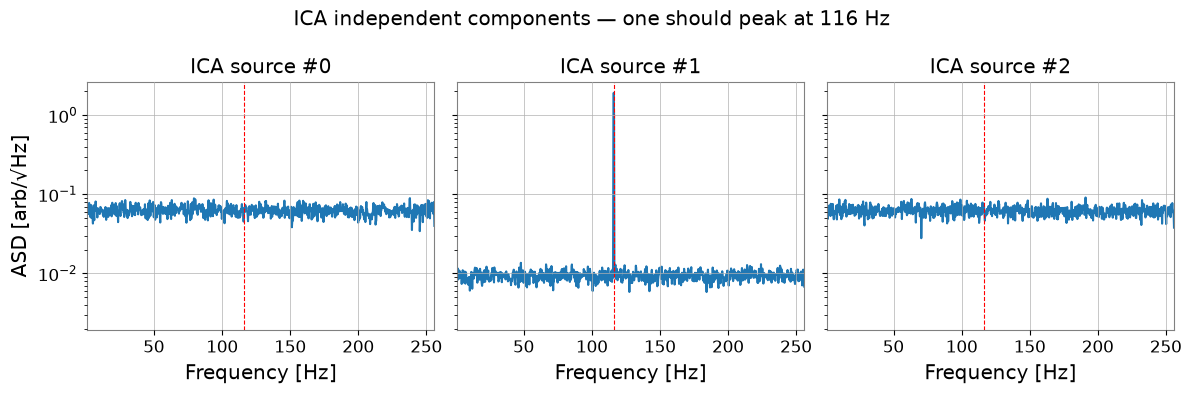 ICA independent components — one should peak at 116 Hz
ICA source #0
ICA source #1
ICA source #2
ASD [arb/√Hz]
10⁰
10⁻¹
10⁻²
50 100 150 200 250
50 100 150 200 250
50 100 150 200 250
Frequency [Hz]
Frequency [Hz]
Frequency [Hz]